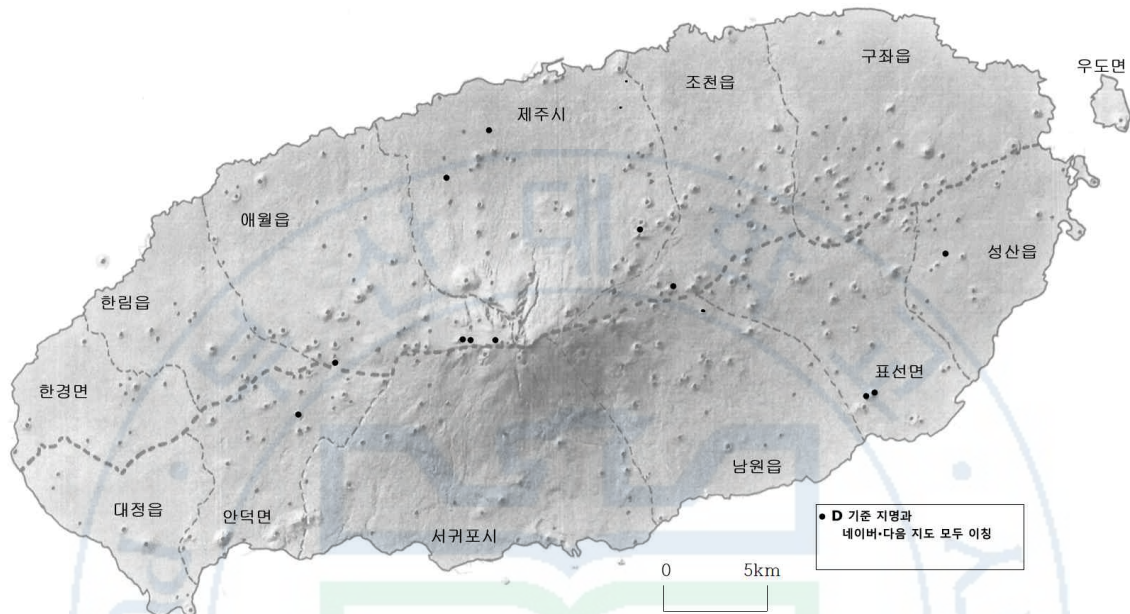 구좌읍
우도면
조천읍
제주시
애월읍
성산읍
한림읍
한경면
표선면
남원읍
대정읍
안덕면
서귀포시
● D 기준 지명과
네이버·다음 지도 모두 이칭
0 5km